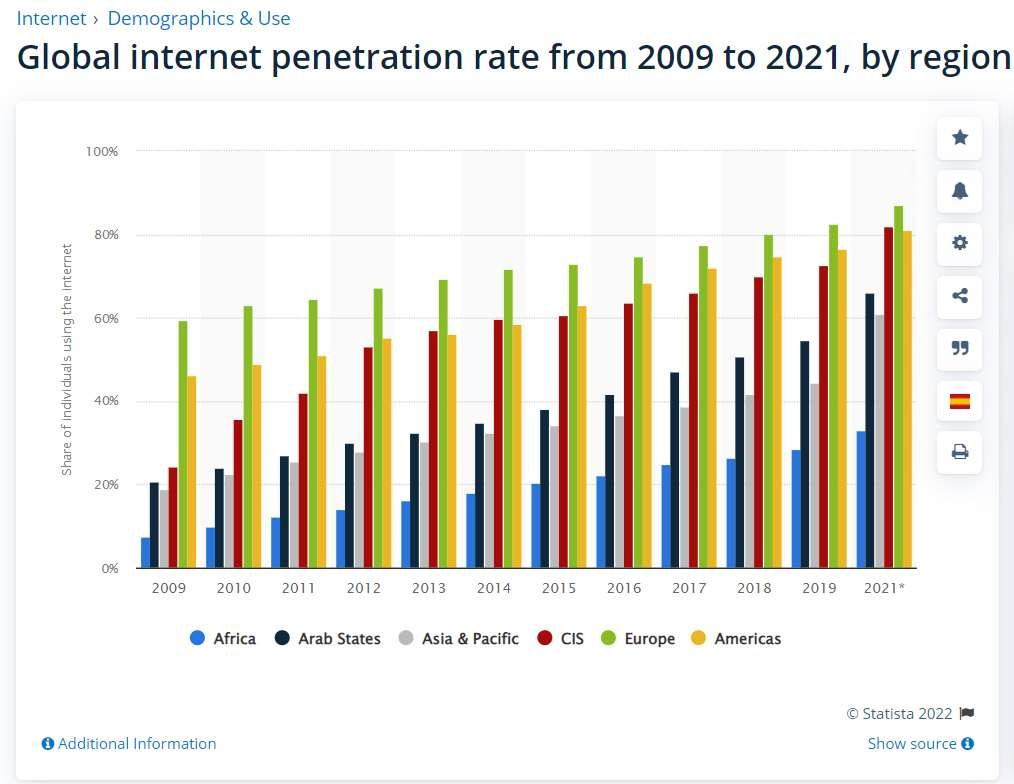 Internet › Demographics & Use
Global internet penetration rate from 2009 to 2021, by region
Share of individuals using the internet
100%
80%
60%
40%
20%
0%
2009 2010 2011 2012 2013 2014 2015 2016 2017 2018 2019 2021*
Africa Arab States Asia & Pacific CIS Europe Americas
© Statista 2022
Additional Information
Show source